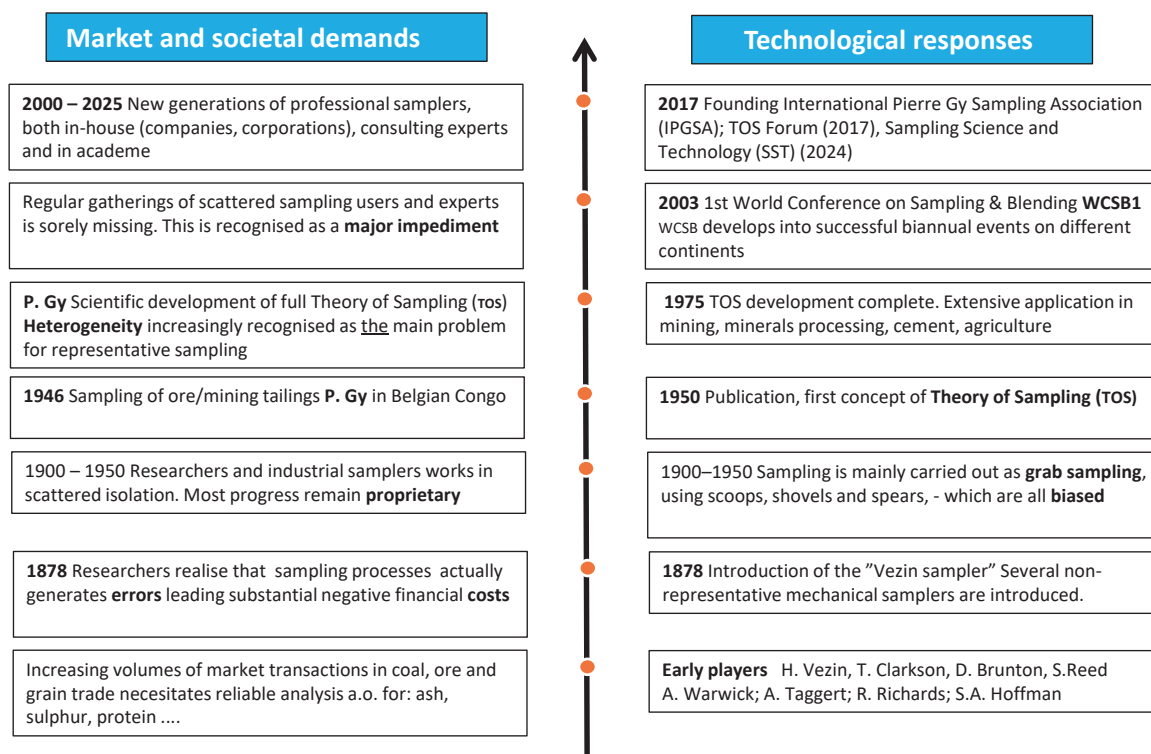 Market and societal demands
Technological responses
2000 – 2025 New generations of professional samplers,
both in-house (companies, corporations), consulting experts
and in academe
2017 Founding International Pierre Gy Sampling Association
(IPGSA); TOS Forum (2017), Sampling Science and
Technology (SST) (2024)
Regular gatherings of scattered sampling users and experts
is sorely missing. This is recognised as a major impediment
2003 1st World Conference on Sampling & Blending WCSB1
WCSB develops into successful biannual events on different
continents
P. Gy Scientific development of full Theory of Sampling (TOS)
Heterogeneity increasingly recognised as the main problem
for representative sampling
1975 TOS development complete. Extensive application in
mining, minerals processing, cement, agriculture
1946 Sampling of ore/mining tailings P. Gy in Belgian Congo
1950 Publication, first concept of Theory of Sampling (TOS)
1900 – 1950 Researchers and industrial samplers works in
scattered isolation. Most progress remain proprietary
1900–1950 Sampling is mainly carried out as grab sampling,
using scoops, shovels and spears, - which are all biased
1878 Researchers realise that sampling processes actually
generates errors leading substantial negative financial costs
1878 Introduction of the ”Vezin sampler” Several non-
representative mechanical samplers are introduced.
Increasing volumes of market transactions in coal, ore and
grain trade necessitates reliable analysis a.o. for: ash,
sulphur, protein ....
Early players H. Vezin, T. Clarkson, D. Brunton, S.Reed
A. Warwick; A. Taggert; R. Richards; S.A. Hoffman